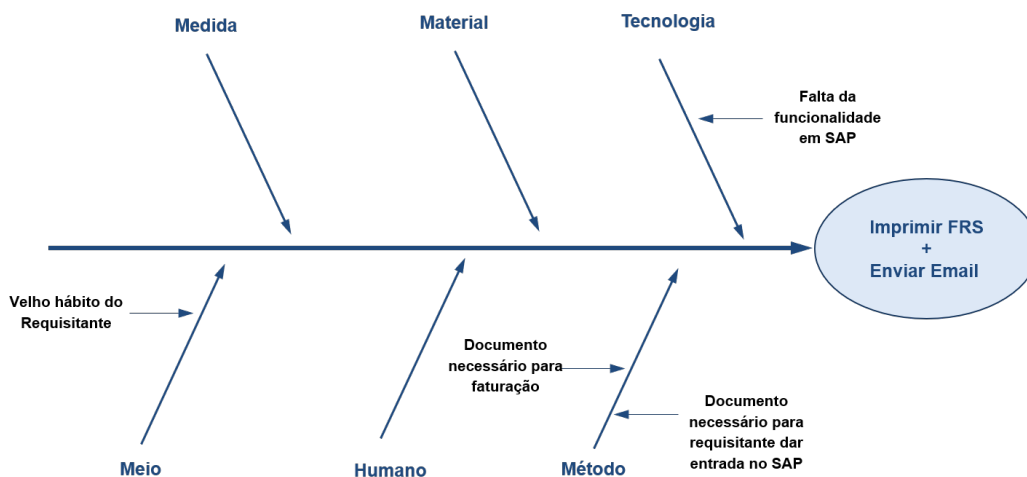 Medida
Material
Tecnologia
Falta da
funcionalidade
em SAP
Imprimir FRS
+
Enviar Email
Velho hábito do
Requisitante
Documento
necessário para
faturação
Documento
necessário para
requisitante dar
entrada no SAP
Meio
Humano
Método